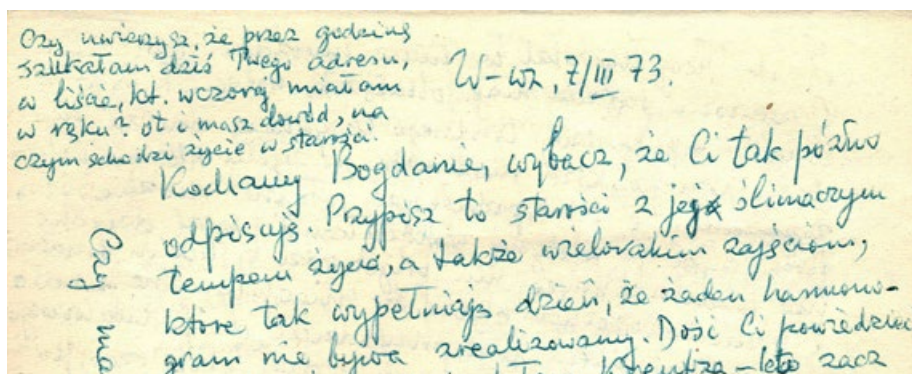 Czy uwierzysz, że przez godzinę
szukałam dziś Twego adresu,
w liście, kt. wczoraj miałam
w ręku? Ot i masz dowód, na
czym schodzi życie w starości.
W-wa, 7/III 73.
Kochany Bogdanie, wybacz, że Ci tak późno
odpisuję. Przypisz to starości z jej ślimaczym
tempem życia, a także wielorakim zajęciom,
które tak wypełniają dzień, że żaden harmono-
gram nie bywa zrealizowany. Dość Ci powiedzieć